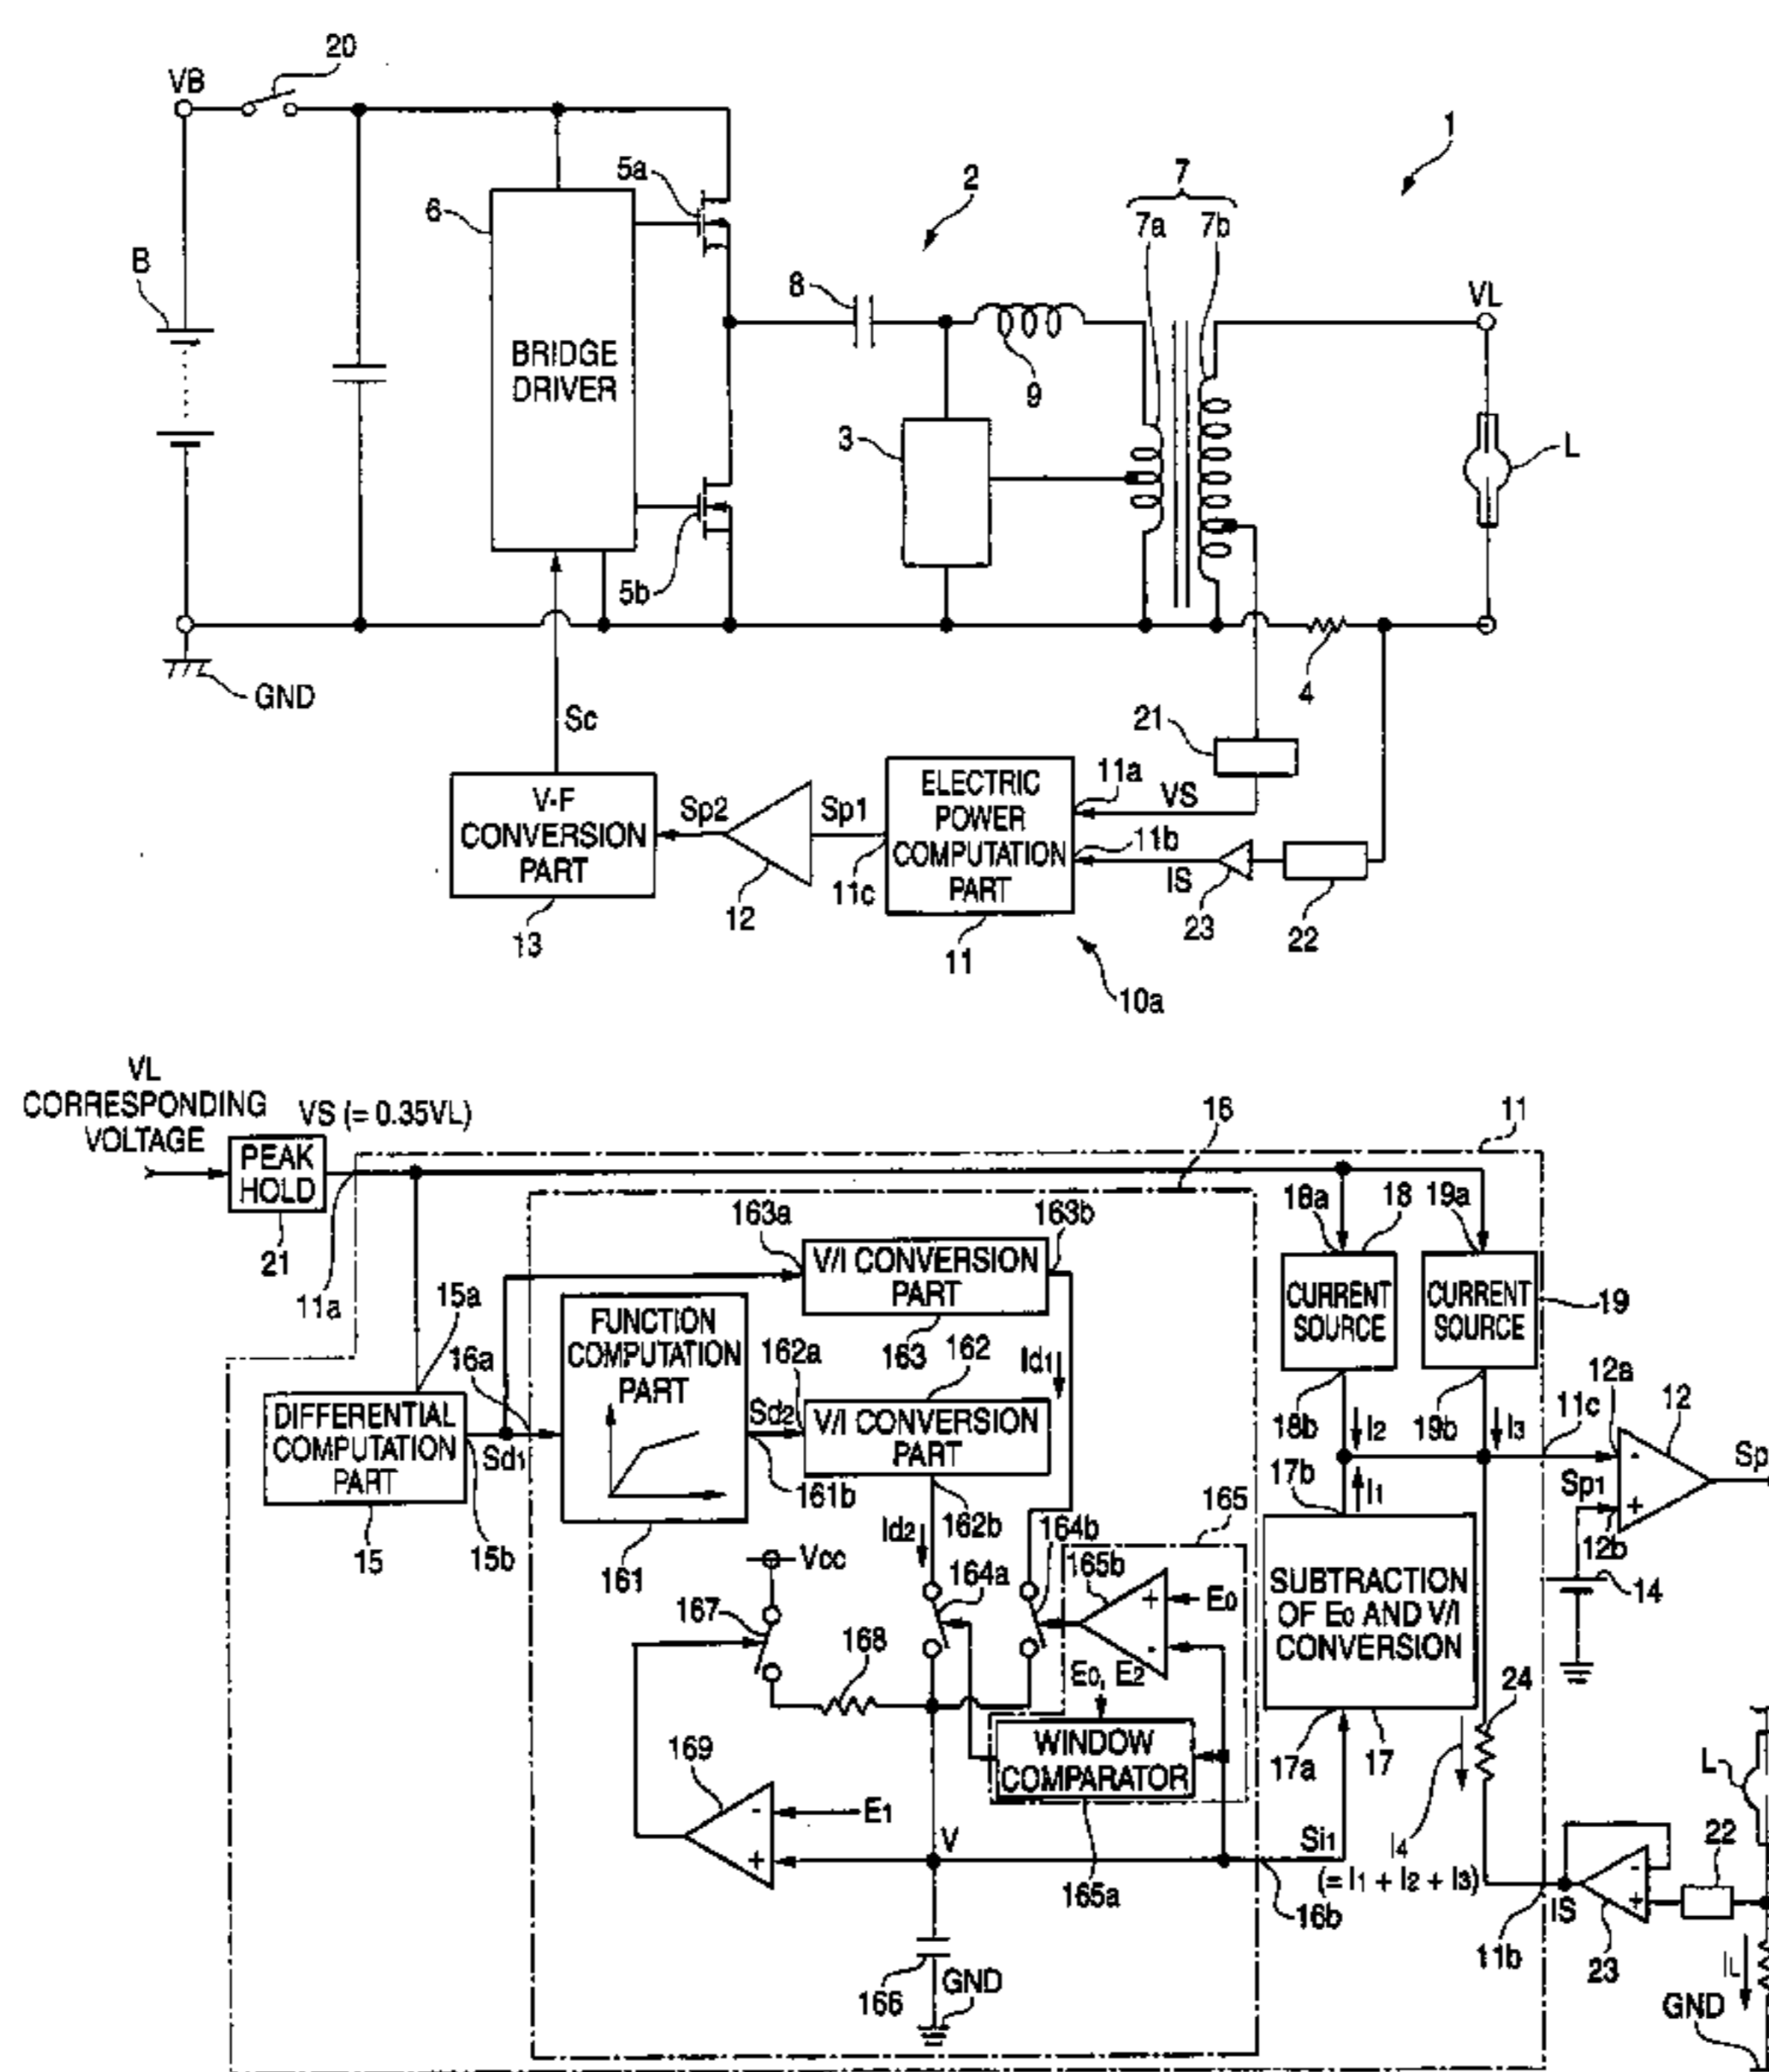 20
VB
1
5a
2
7
6
7a
7b
B
8
VL
BRIDGE
DRIVER
9
3
L
5b
4
GND
Sc
21
V-F
CONVERSION
PART
Sp2
Sp1
ELECTRIC
POWER
COMPUTATION
PART
11a
VS
11b
IS
12
11c
23
22
13
11
10a
VL
CORRESPONDING
VOLTAGE
VS (= 0.35VL)
16
11
PEAK
HOLD
21
11a
15a
163a
163b
18a
18
19a
V/I CONVERSION
PART
CURRENT
SOURCE
CURRENT
SOURCE
19
FUNCTION
COMPUTATION
PART
16a
162a
163
162
Id1
12a
12
11c
DIFFERENTIAL
COMPUTATION
PART
Sd1
Sd2
V/I CONVERSION
PART
18b
I2
19b
I3
-
Sp
17b
I1
Sp1
+
12b
15
15b
161
161b
Id2
162b
164b
165
Vcc
164a
165b
+
E0
-
14
SUBTRACTION
OF E0 AND V/I
CONVERSION
167
168
E0, E2
24
WINDOW
COMPARATOR
169
17a
17
L
-
E1
+
V
Si1
I4
(= I1 + I2 + I3)
22
165a
16b
-
+
IS
11b
23
IL
166
GND
GND